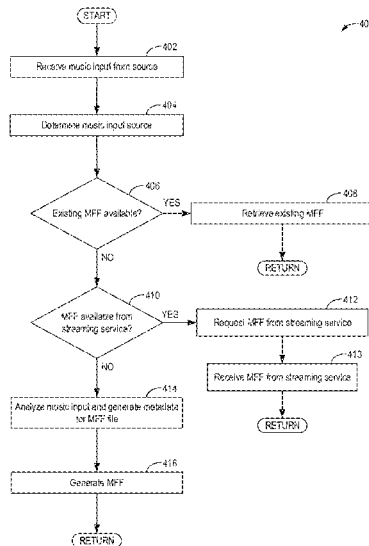 START
40
402
Receive music input from source
404
Determine music input source
406
Existing MFF available?
YES
408
Retrieve existing MFF
RETURN
NO
410
MFF available from
streaming service?
YES
412
Request MFF from streaming service
413
Receive MFF from streaming service
RETURN
NO
414
Analyze music input and generate metadata
for MFF file
416
Generate MFF
RETURN